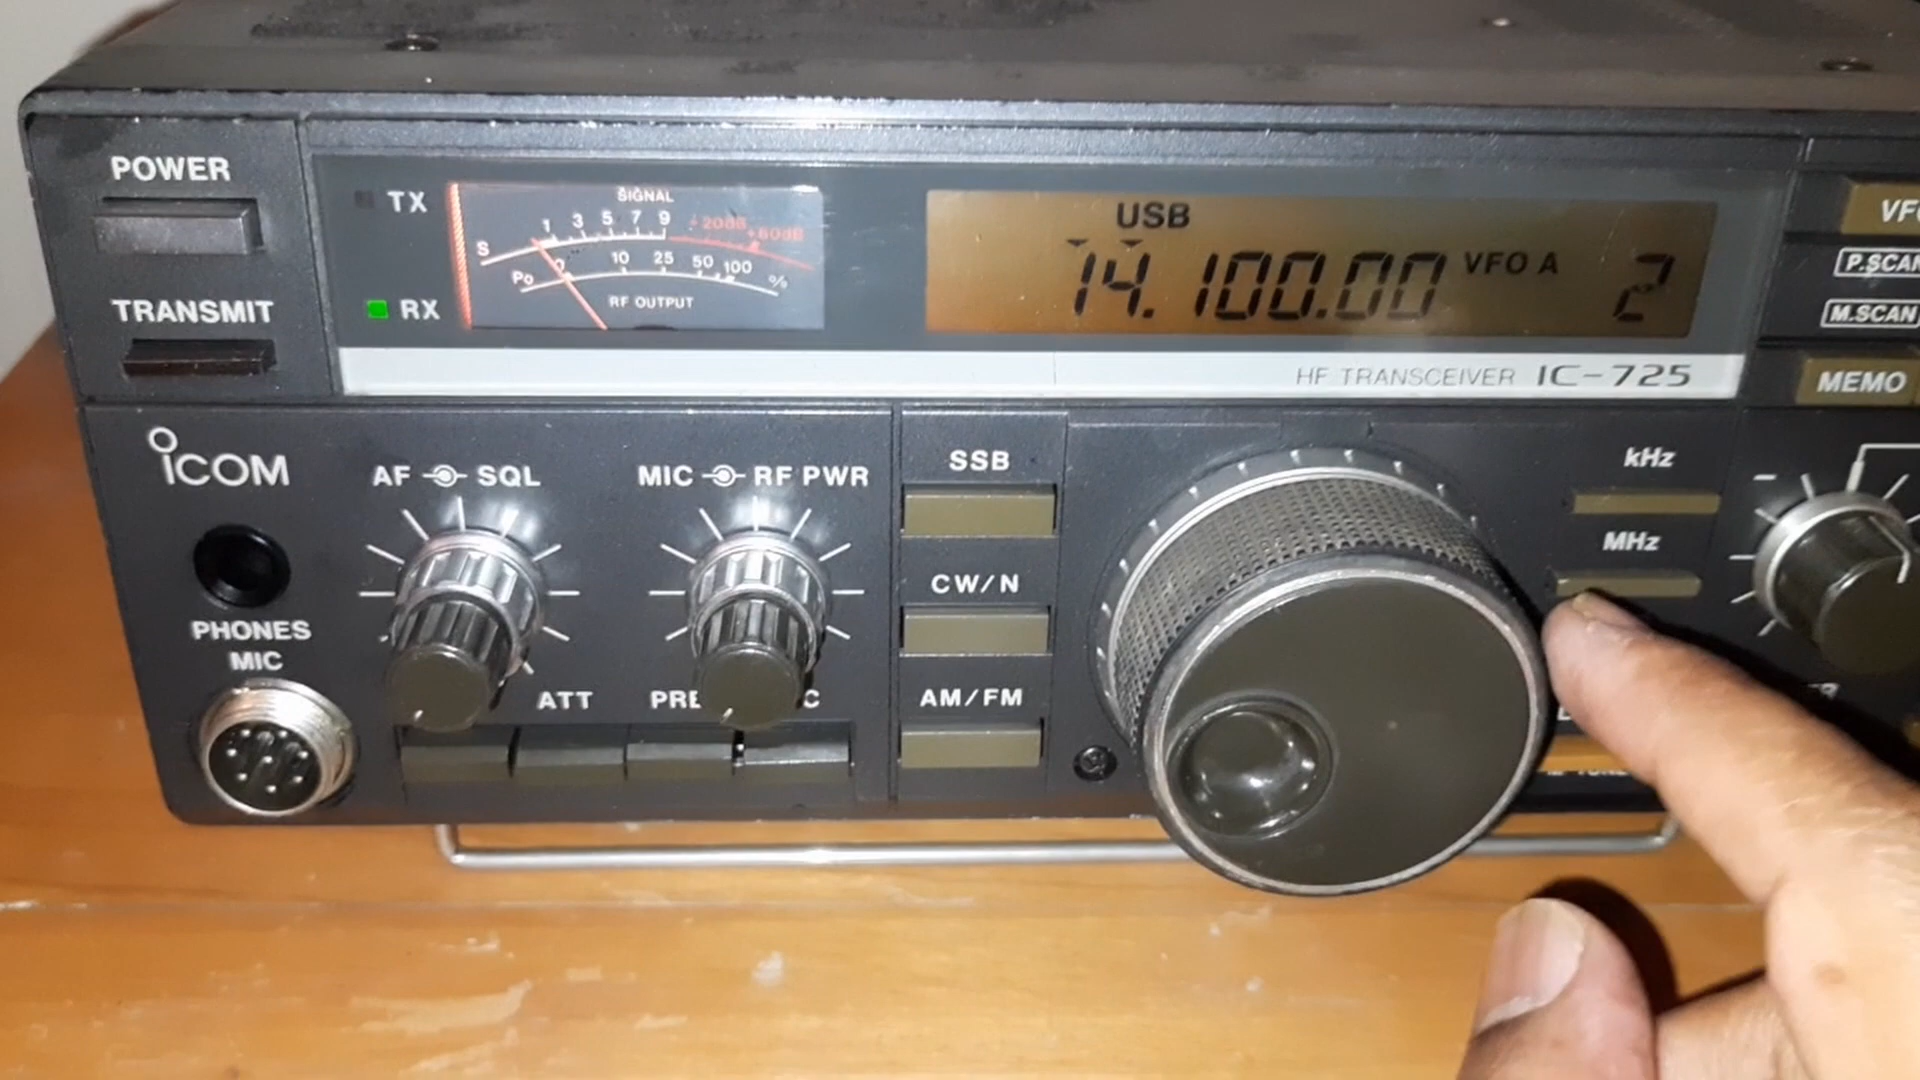 POWER
TRANSMIT
TX
RX
SIGNAL
S 1 3 5 7 9 +20dB +60dB
Po 0 10 25 50 100 %
RF OUTPUT
USB
14.100.00 VFO A 2
HF TRANSCEIVER IC-725
P.SCAN
M.SCAN
MEMO
ICOM
AF SQL
MIC RF PWR
PHONES
MIC
ATT
SSB
CW/N
AM/FM
kHz
MHz